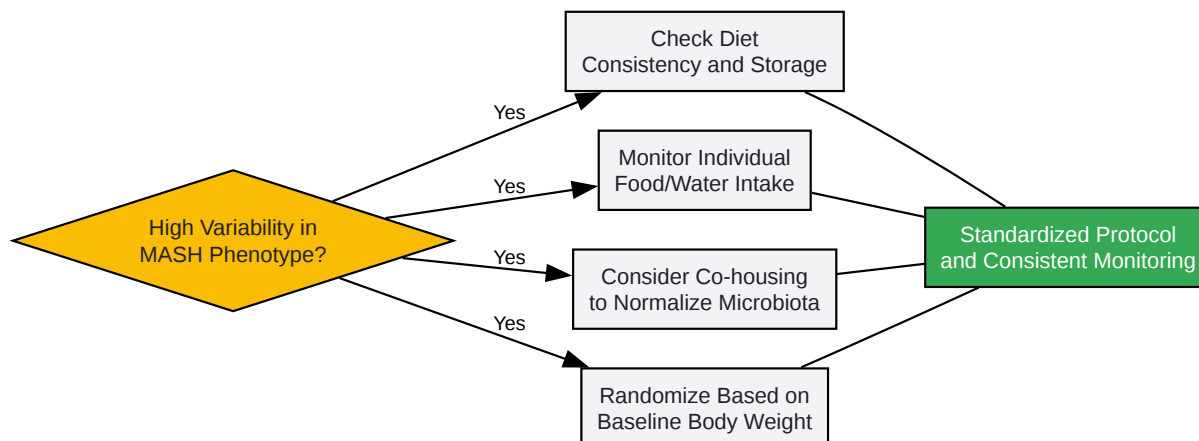 High Variability in
MASH Phenotype?
Yes
Yes
Yes
Yes
Check Diet
Consistency and Storage
Monitor Individual
Food/Water Intake
Consider Co-housing
to Normalize Microbiota
Randomize Based on
Baseline Body Weight
Standardized Protocol
and Consistent Monitoring